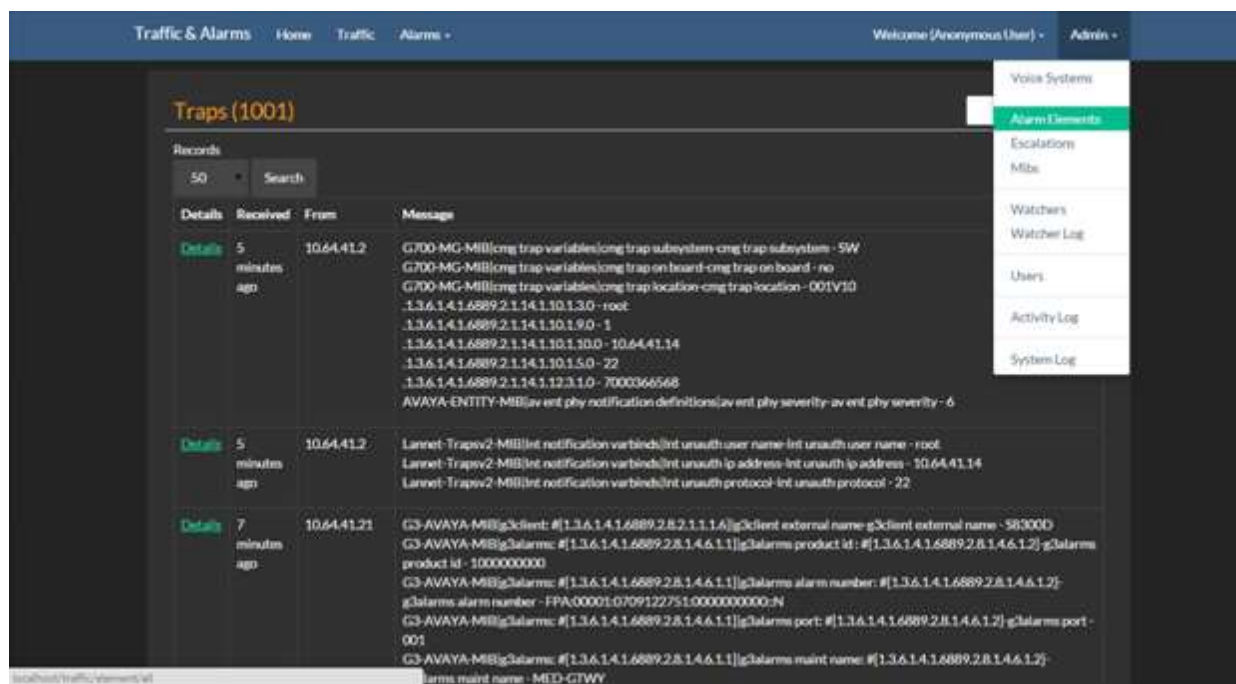 Traffic & Alarms Home Traffic Alarms Welcome (Anonymous User) Admin
Voice Systems
Alarm Elements
Escalations
Mibs
Watchers
Watcher Log
Users
Activity Log
System Log
Traps (1001)
Records
50 Search
Details Received From Message
Details 5 minutes ago 10.64.41.2
G700-MG-MIB|cmg trap variables|cmg trap subsystem-cmg trap subsystem - SW
G700-MG-MIB|cmg trap variables|cmg trap on board-cmg trap on board - no
G700-MG-MIB|cmg trap variables|cmg trap location-cmg trap location - 001V10
.1.3.6.1.4.1.6889.2.1.14.1.10.1.3.0 - root
.1.3.6.1.4.1.6889.2.1.14.1.10.1.9.0 - 1
.1.3.6.1.4.1.6889.2.1.14.1.10.1.10.0 - 10.64.41.14
.1.3.6.1.4.1.6889.2.1.14.1.10.1.5.0 - 22
.1.3.6.1.4.1.6889.2.1.14.1.12.3.1.0 - 7000366568
AVAYA-ENTITY-MIB|av ent phy notification definitions|av ent phy severity-av ent phy severity - 6
Details 5 minutes ago 10.64.41.2
Lannet-Trapsv2-MIB|lnt notification varbinds|lnt unauth user name-lnt unauth user name - root
Lannet-Trapsv2-MIB|lnt notification varbinds|lnt unauth ip address-lnt unauth ip address - 10.64.41.14
Lannet-Trapsv2-MIB|lnt notification varbinds|lnt unauth protocol-lnt unauth protocol - 22
Details 7 minutes ago 10.64.41.21
G3-AVAYA-MIB|g3client: #[1.3.6.1.4.1.6889.2.8.2.1.1.1.6]|g3client external name-g3client external name - S8300D
G3-AVAYA-MIB|g3alarms: #[1.3.6.1.4.1.6889.2.8.1.4.6.1.1]|g3alarms product id : #[1.3.6.1.4.1.6889.2.8.1.4.6.1.2]-g3alarms
product id - 1000000000
G3-AVAYA-MIB|g3alarms: #[1.3.6.1.4.1.6889.2.8.1.4.6.1.1]|g3alarms alarm number: #[1.3.6.1.4.1.6889.2.8.1.4.6.1.2]-
g3alarms alarm number - FPA:00001:0709122751:0000000000::N
G3-AVAYA-MIB|g3alarms: #[1.3.6.1.4.1.6889.2.8.1.4.6.1.1]|g3alarms port: #[1.3.6.1.4.1.6889.2.8.1.4.6.1.2]-g3alarms port -
001
G3-AVAYA-MIB|g3alarms: #[1.3.6.1.4.1.6889.2.8.1.4.6.1.1]|g3alarms maint name: #[1.3.6.1.4.1.6889.2.8.1.4.6.1.2]-
larms maint name - MED-GTWY
localhost/traffic/element/all